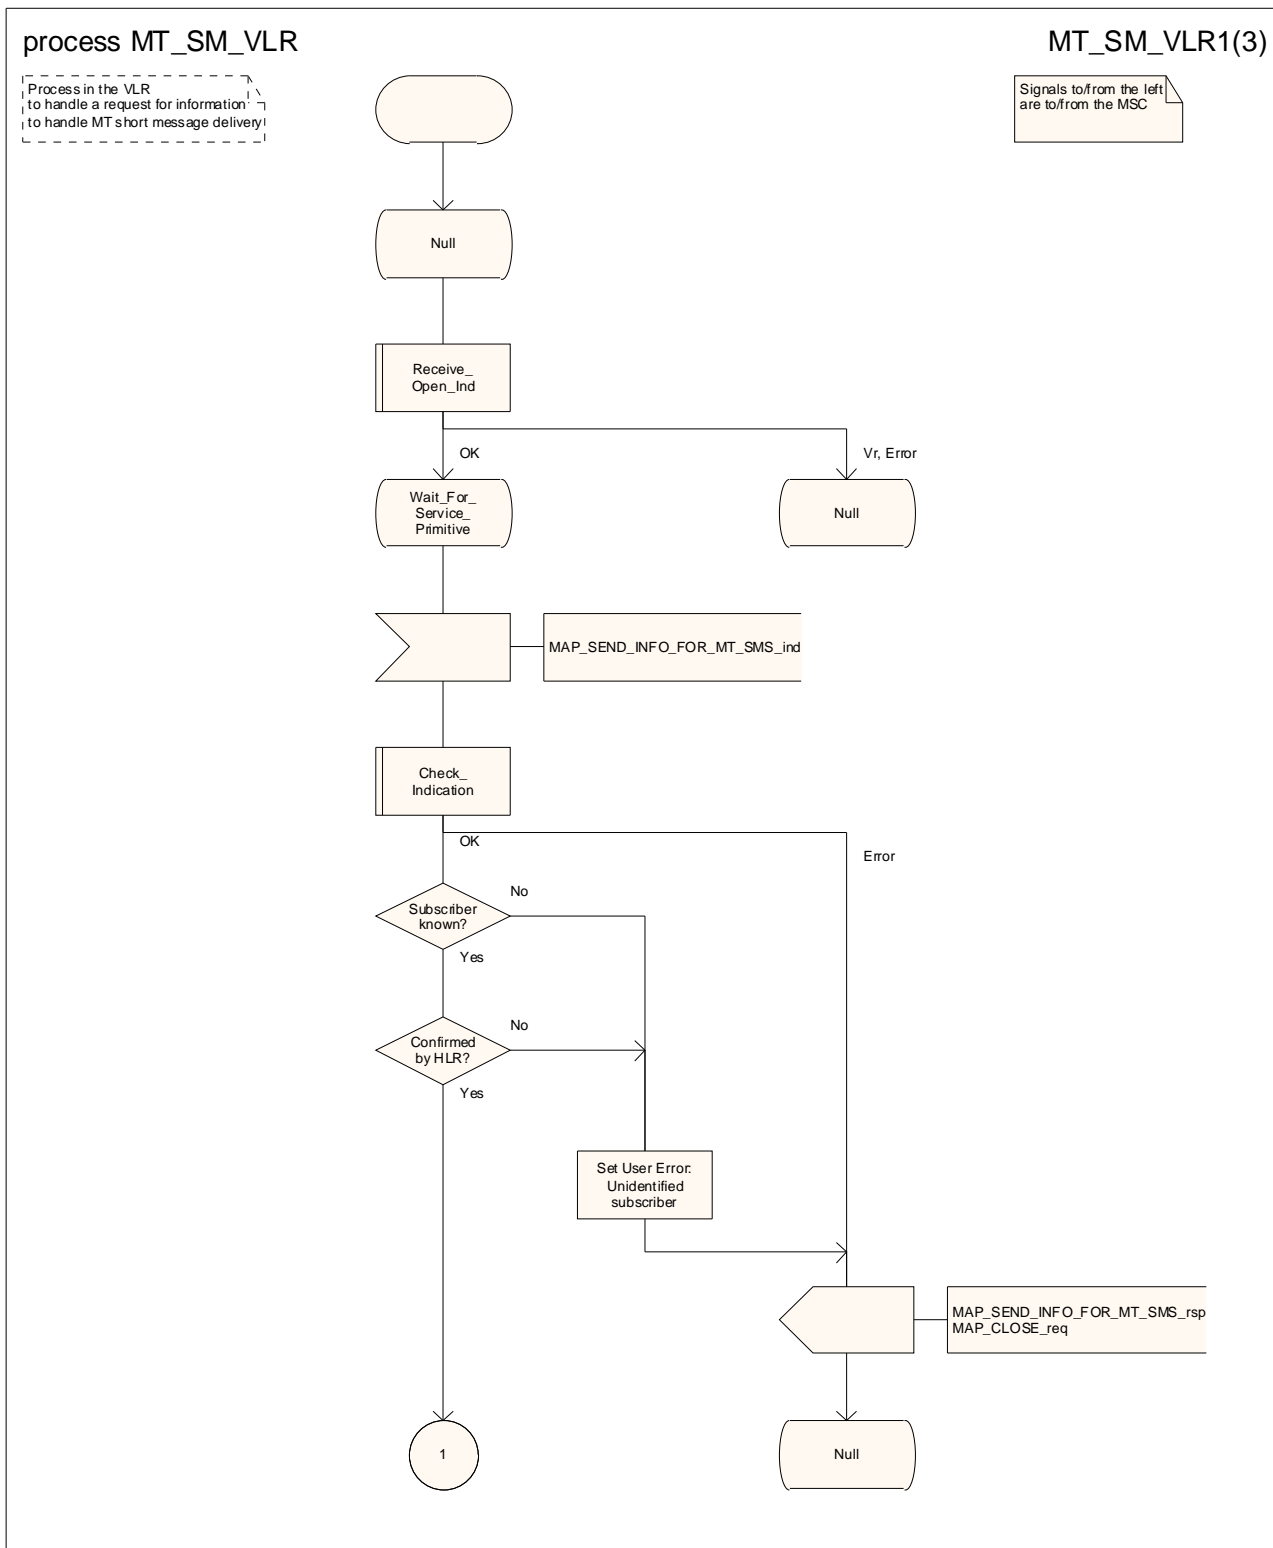 process MT_SM_VLR
MT_SM_VLR1(3)
Process in the VLR
to handle a request for information
to handle MT short message delivery
Signals to/from the left
are to/from the MSC
Null
Receive_
Open_Ind
OK
Vr, Error
Wait_For_
Service_
Primitive
Null
MAP_SEND_INFO_FOR_MT_SMS_ind
Check_
Indication
OK
Error
No
Subscriber
known?
Yes
No
Confirmed
by HLR?
Yes
Set User Error:
Unidentified
subscriber
MAP_SEND_INFO_FOR_MT_SMS_rsp
MAP_CLOSE_req
1
Null